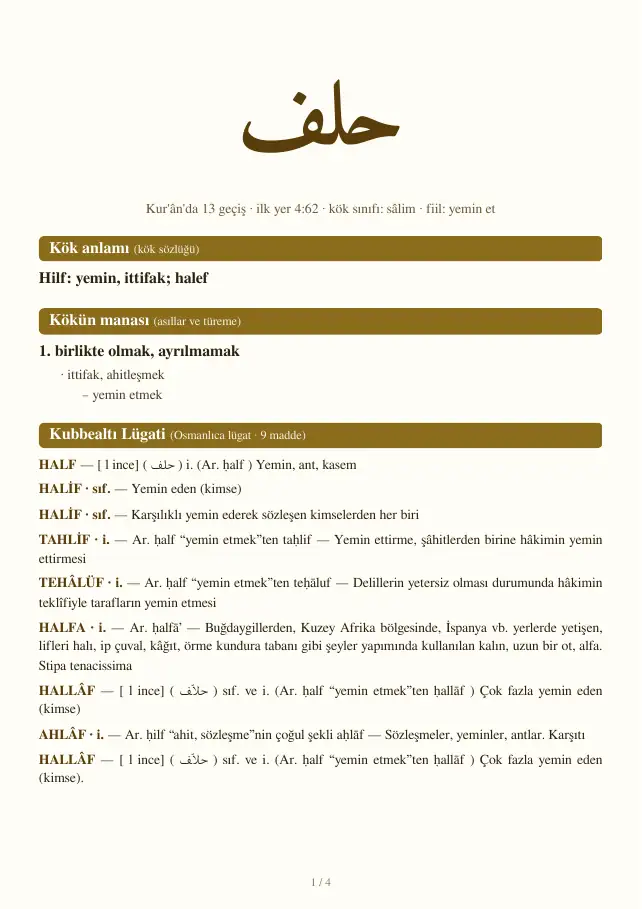 حلف
Kur'ân'da 13 geçiş · ilk yer 4:62 · kök sınıfı: sâlim · fiil: yemin et
Kök anlamı (kök sözlüğü)
Hilf: yemin, ittifak; halef
Kökün manası (asıllar ve türeme)
1. birlikte olmak, ayrılmamak
· ittifak, ahitleşmek
– yemin etmek
Kubbealtı Lügati (Osmanlıca lügat · 9 madde)
HALF — [ l ince] ( حلف ) i. (Ar. ḥalf ) Yemin, ant, kasem
HALİF · sıf. — Yemin eden (kimse)
HALİF · sıf. — Karşılıklı yemin ederek sözleşen kimselerden her biri
TAHLİF · i. — Ar. ḥalf “yemin etmek”ten taḥlіf — Yemin ettirme, şâhitlerden birine hâkimin yemin
ettirmesi
TEHÂLÜF · i. — Ar. ḥalf “yemin etmek”ten teḥāluf — Delillerin yetersiz olması durumunda hâkimin
teklîfiyle tarafların yemin etmesi
HALFA · i. — Ar. ḥalfā’ — Buğdaygillerden, Kuzey Afrika bölgesinde, İspanya vb. yerlerde yetişen,
lifleri halı, ip çuval, kâğıt, örme kundura tabanı gibi şeyler yapımında kullanılan kalın, uzun bir ot, alfa.
Stipa tenacissima
HALLÂF — [ l ince] ( حلاّف ) sıf. ve i. (Ar. ḥalf “yemin etmek”ten ḥallāf ) Çok fazla yemin eden
(kimse)
AHLÂF · i. — Ar. ḥilf “ahit, sözleşme”nin çoğul şekli aḥlāf — Sözleşmeler, yeminler, antlar. Karşıtı
HALLÂF — [ l ince] ( حلاّف ) sıf. ve i. (Ar. ḥalf “yemin etmek”ten ḥallāf ) Çok fazla yemin eden
(kimse).
1 / 4